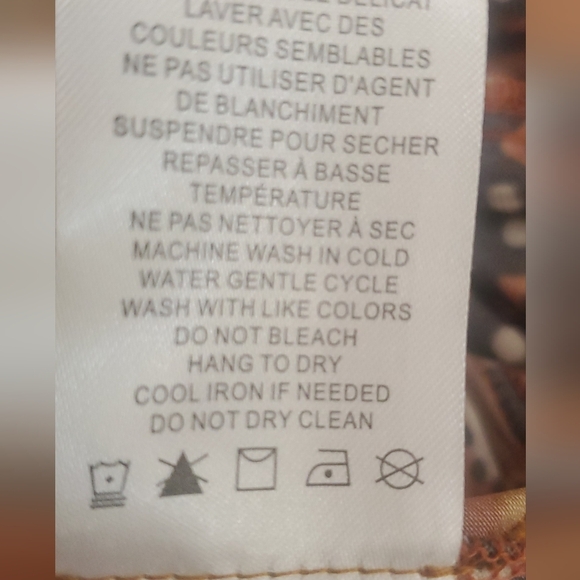 DELICAT
LAVER AVEC DES
COULEURS SEMBLABLES
NE PAS UTILISER D'AGENT
DE BLANCHIMENT
SUSPENDRE POUR SECHER
REPASSER À BASSE
TEMPÉRATURE
NE PAS NETTOYER À SEC
MACHINE WASH IN COLD
WATER GENTLE CYCLE
WASH WITH LIKE COLORS
DO NOT BLEACH
HANG TO DRY
COOL IRON IF NEEDED
DO NOT DRY CLEAN